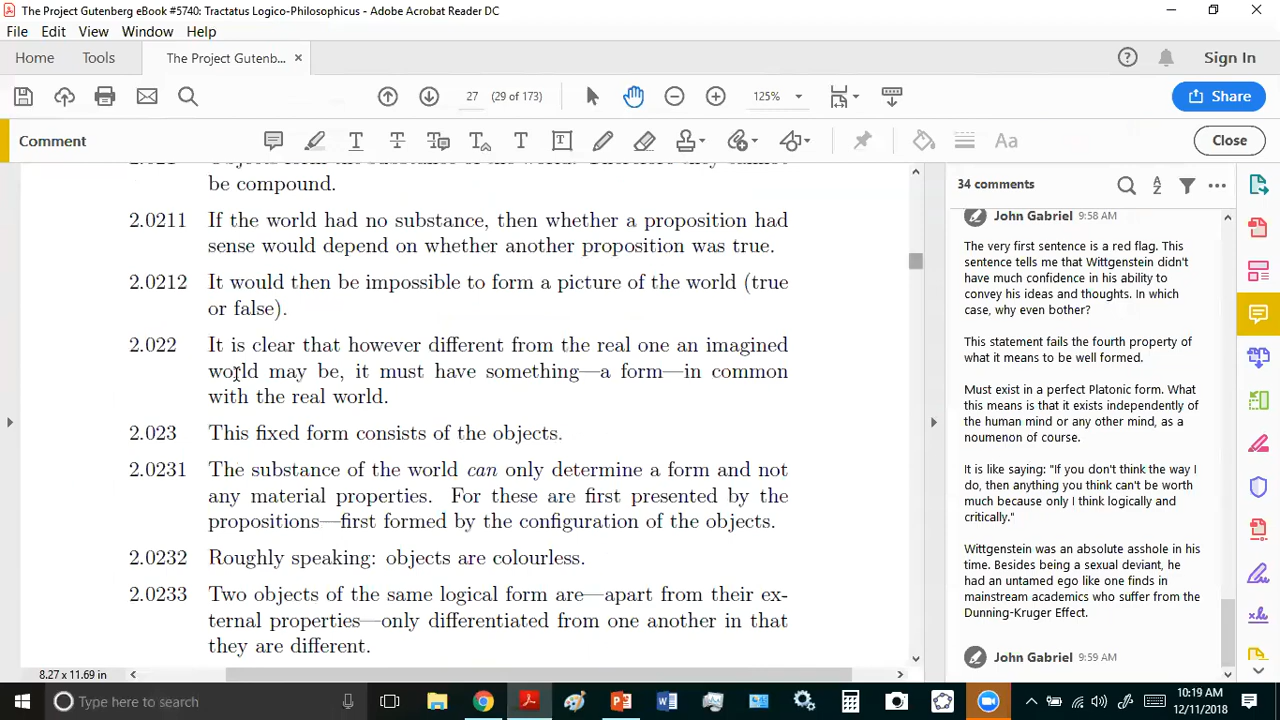 The Project Gutenberg eBook #5740: Tractatus Logico-Philosophicus - Adobe Acrobat Reader DC
File Edit View Window Help
Home Tools The Project Gutenb... × Sign In
27 (29 of 173) 125% Share
Comment Close
2.021 Objects form the substance of the world. Therefore they cannot
be compound.
2.0211 If the world had no substance, then whether a proposition had
sense would depend on whether another proposition was true.
2.0212 It would then be impossible to form a picture of the world (true
or false).
2.022 It is clear that however different from the real one an imagined
world may be, it must have something—a form—in common
with the real world.
2.023 This fixed form consists of the objects.
2.0231 The substance of the world can only determine a form and not
any material properties. For these are first presented by the
propositions—first formed by the configuration of the objects.
2.0232 Roughly speaking: objects are colourless.
2.0233 Two objects of the same logical form are—apart from their ex-
ternal properties—only differentiated from one another in that
they are different.
8.27 x 11.69 in
34 comments
John Gabriel 9:58 AM
The very first sentence is a red flag. This
sentence tells me that Wittgenstein didn't
have much confidence in his ability to
convey his ideas and thoughts. In which
case, why even bother?
This statement fails the fourth property of
what it means to be well formed.
Must exist in a perfect Platonic form. What
this means is that it exists independently of
the human mind or any other mind, as a
noumenon of course.
It is like saying: "If you don't think the way I
do, then anything you think can't be worth
much because only I think logically and
critically."
Wittgenstein was an absolute asshole in his
time. Besides being a sexual deviant, he
had an untamed ego like one finds in
mainstream academics who suffer from the
Dunning-Kruger Effect.
John Gabriel 9:59 AM
Type here to search
10:19 AM
12/11/2018